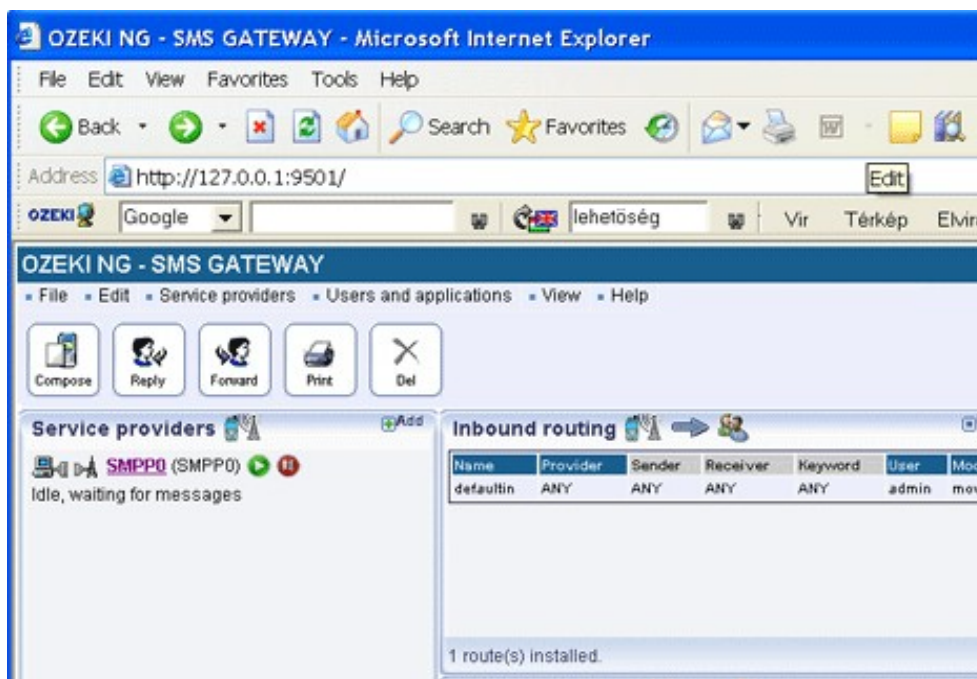 OZEKI NG - SMS GATEWAY - Microsoft Internet Explorer
File Edit View Favorites Tools Help
Back Search Favorites
Address http://127.0.0.1:9501/ Edit
OZEKI Google lehetöség Vir Térkép Elvir
OZEKI NG - SMS GATEWAY
File Edit Service providers Users and applications View Help
Compose Reply Forward Print Del
Service providers Add
SMPP0 (SMPP0)
Idle, waiting for messages
Inbound routing
Name Provider Sender Receiver Keyword User Mod
defaultin ANY ANY ANY ANY admin mov
1 route(s) installed.